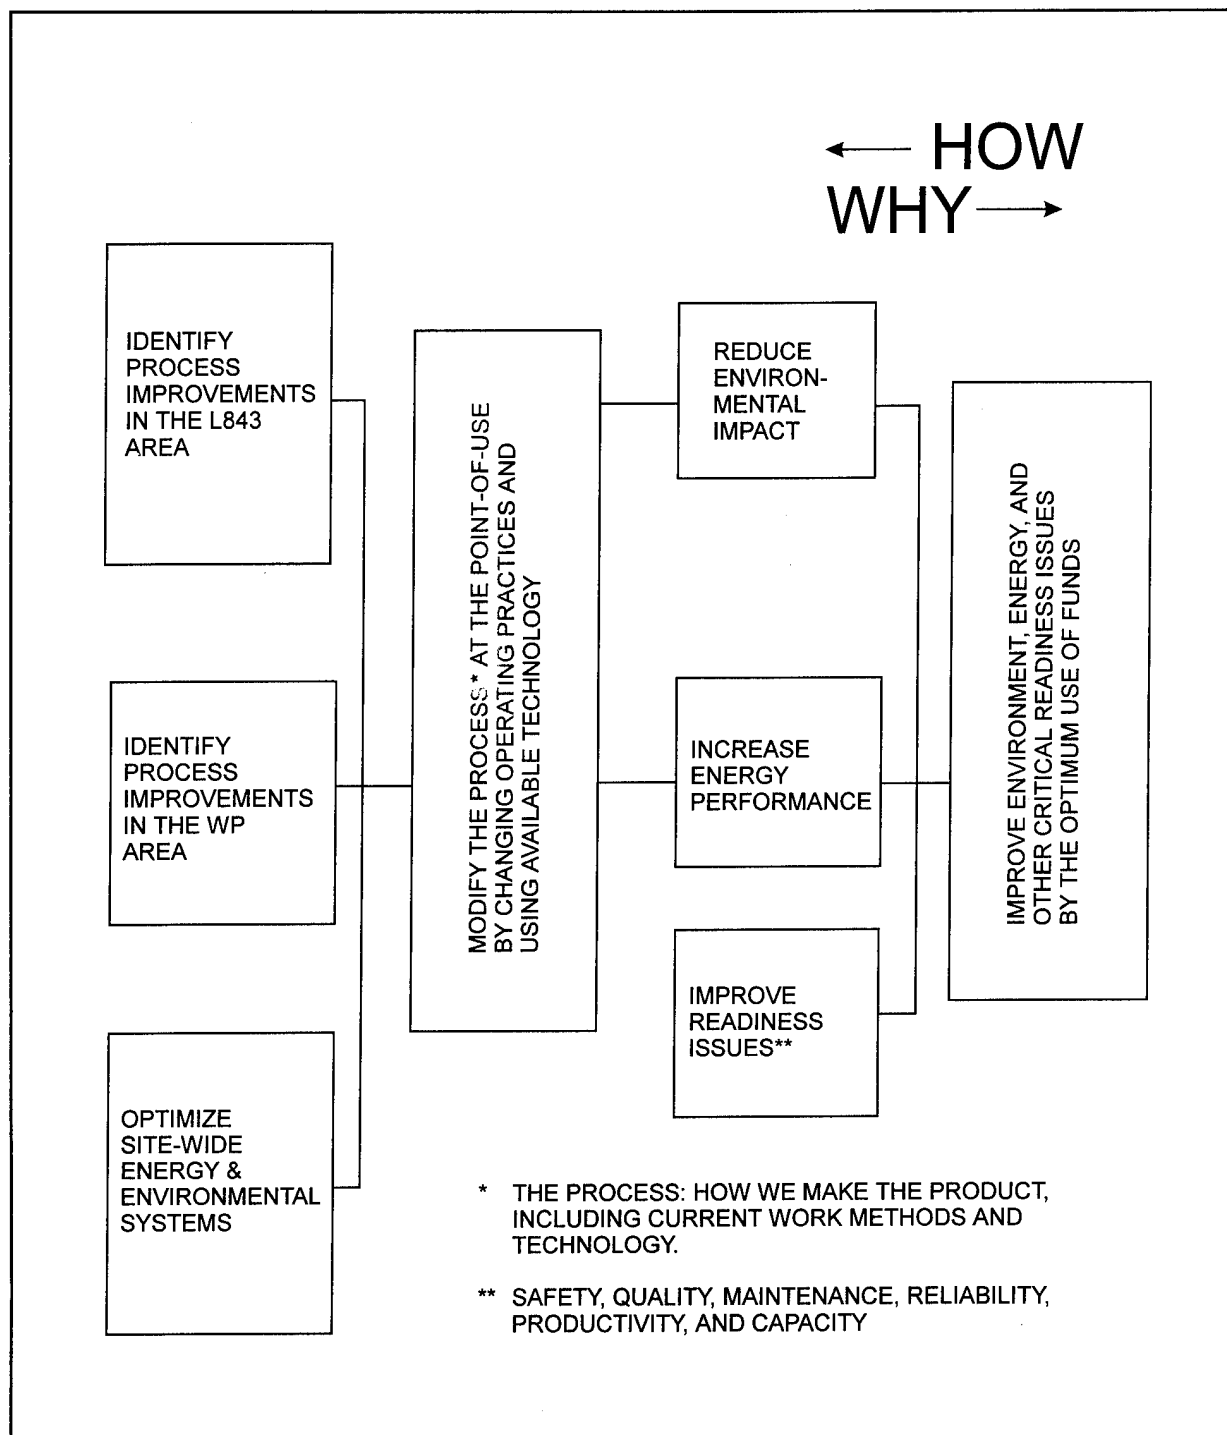 HOW
WHY
IDENTIFY
PROCESS
IMPROVEMENTS
IN THE L843
AREA
IDENTIFY
PROCESS
IMPROVEMENTS
IN THE WP
AREA
OPTIMIZE
SITE-WIDE
ENERGY &
ENVIRONMENTAL
SYSTEMS
MODIFY THE PROCESS* AT THE POINT-OF-USE
BY CHANGING OPERATING PRACTICES AND
USING AVAILABLE TECHNOLOGY
REDUCE
ENVIRON-
MENTAL
IMPACT
INCREASE
ENERGY
PERFORMANCE
IMPROVE
READINESS
ISSUES**
IMPROVE ENVIRONMENT, ENERGY, AND
OTHER CRITICAL READINESS ISSUES
BY THE OPTIMUM USE OF FUNDS
* THE PROCESS: HOW WE MAKE THE PRODUCT,
INCLUDING CURRENT WORK METHODS AND
TECHNOLOGY.
** SAFETY, QUALITY, MAINTENANCE, RELIABILITY,
PRODUCTIVITY, AND CAPACITY